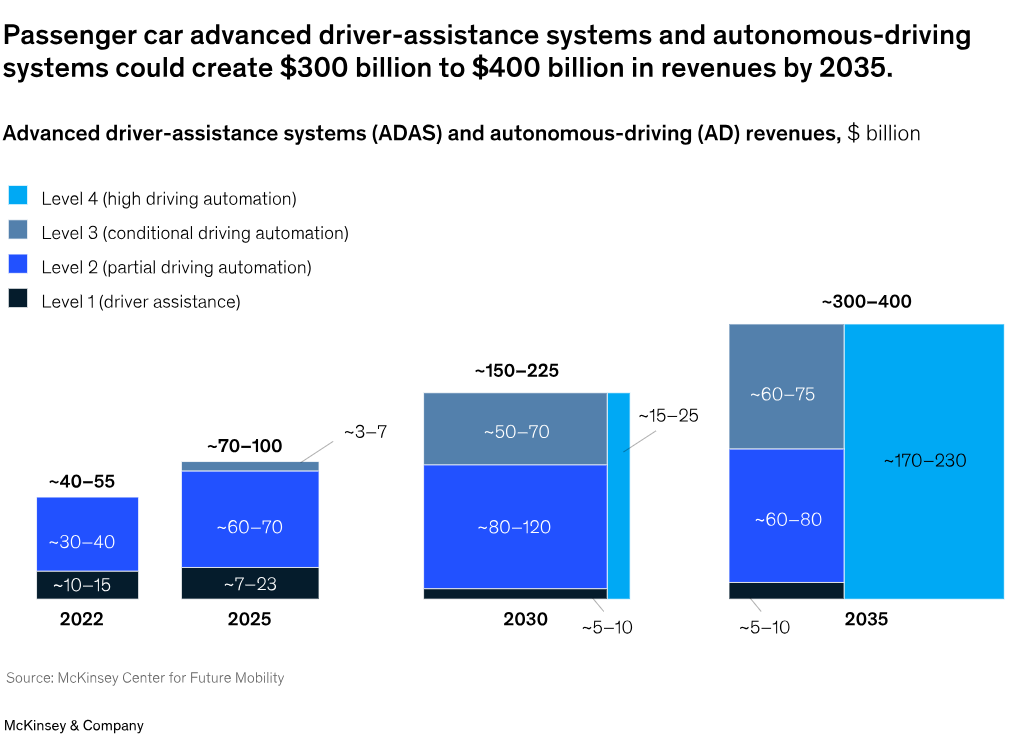 Passenger car advanced driver-assistance systems and autonomous-driving
systems could create $300 billion to $400 billion in revenues by 2035.
Advanced driver-assistance systems (ADAS) and autonomous-driving (AD) revenues, $ billion
Level 4 (high driving automation)
Level 3 (conditional driving automation)
Level 2 (partial driving automation)
Level 1 (driver assistance)
~40–55
~30–40
~10–15
2022
~70–100
~3–7
~60–70
~7–23
2025
~150–225
~15–25
~50–70
~80–120
~5–10
2030
~300–400
~60–75
~170–230
~60–80
~5–10
2035
Source: McKinsey Center for Future Mobility
McKinsey & Company